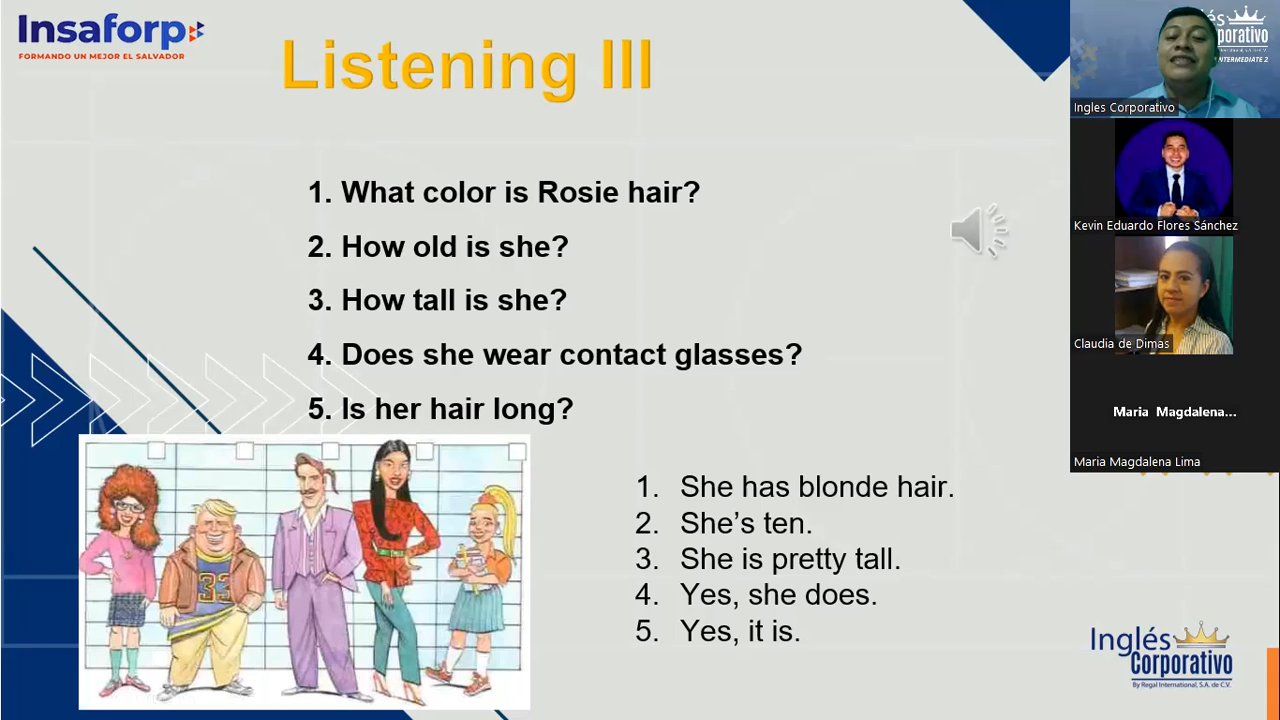 Insaforp
FORMANDO UN MEJOR EL SALVADOR
Listening III
1. What color is Rosie hair?
2. How old is she?
3. How tall is she?
4. Does she wear contact glasses?
5. Is her hair long?
33
1. She has blonde hair.
2. She's ten.
3. She is pretty tall.
4. Yes, she does.
5. Yes, it is.
Inglés
Corporativo
By Regal International, S.A. de C.V.
INTERMEDIATE 2
Ingles Corporativo
Kevin Eduardo Flores Sánchez
Claudia de Dimas
Maria Magdalena...
Maria Magdalena Lima